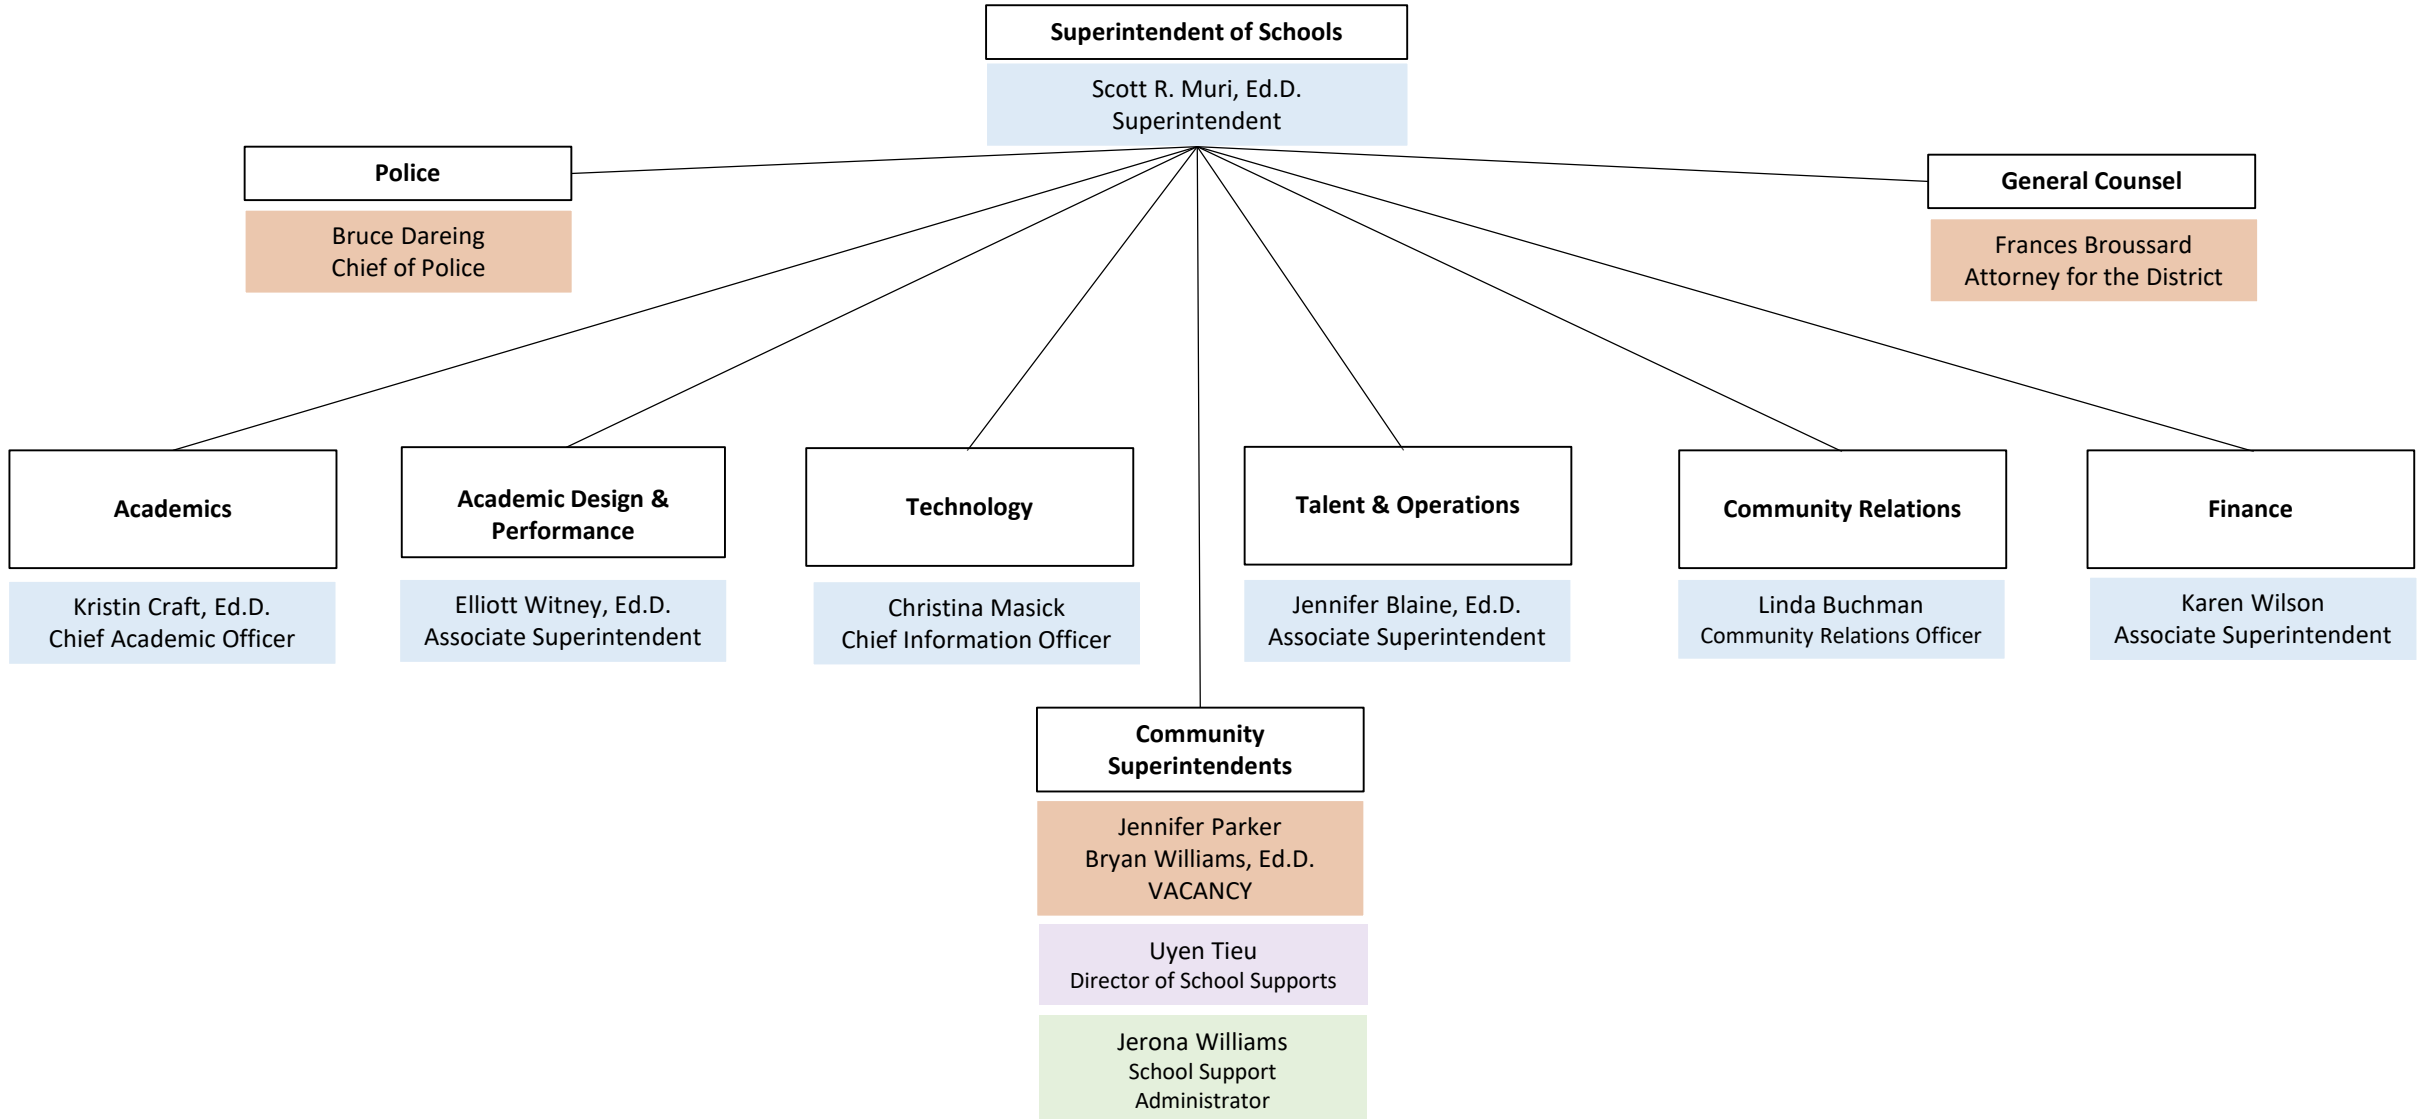 Superintendent of Schools
Scott R. Muri, Ed.D.
Superintendent
Police
Bruce Dareing
Chief of Police
General Counsel
Frances Broussard
Attorney for the District
Academics
Kristin Craft, Ed.D.
Chief Academic Officer
Academic Design &
Performance
Elliott Witney, Ed.D.
Associate Superintendent
Technology
Christina Masick
Chief Information Officer
Talent & Operations
Jennifer Blaine, Ed.D.
Associate Superintendent
Community Relations
Linda Buchman
Community Relations Officer
Finance
Karen Wilson
Associate Superintendent
Community
Superintendents
Jennifer Parker
Bryan Williams, Ed.D.
VACANCY
Uyen Tieu
Director of School Supports
Jerona Williams
School Support
Administrator